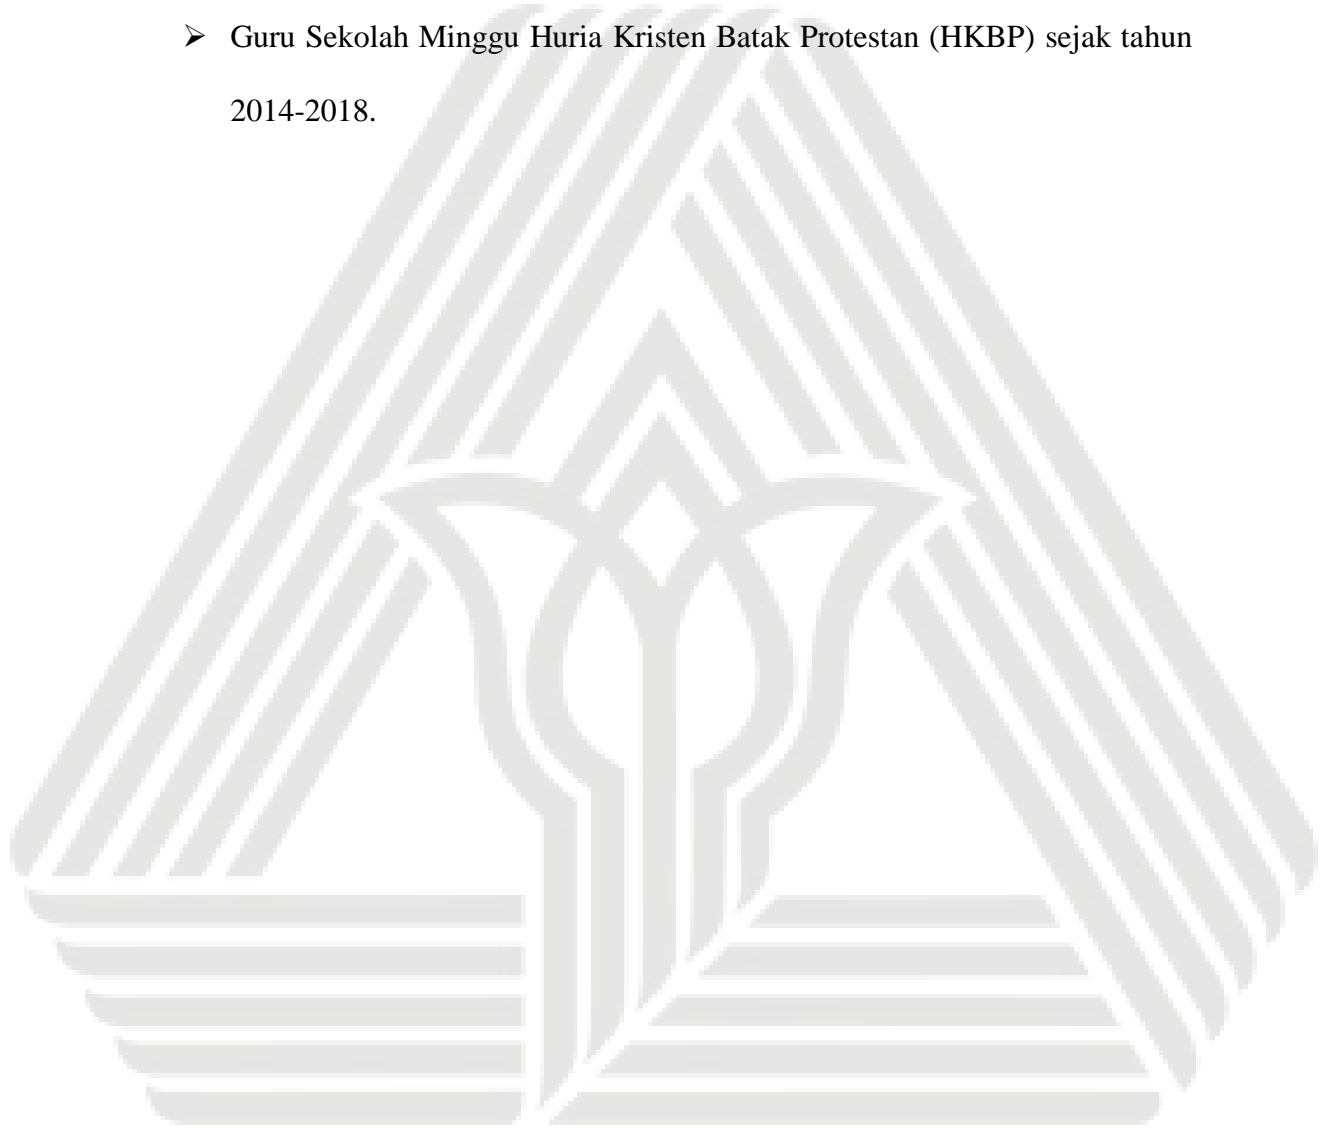 ➢ Guru Sekolah Minggu Huria Kristen Batak Protestan (HKBP) sejak tahun
2014-2018.